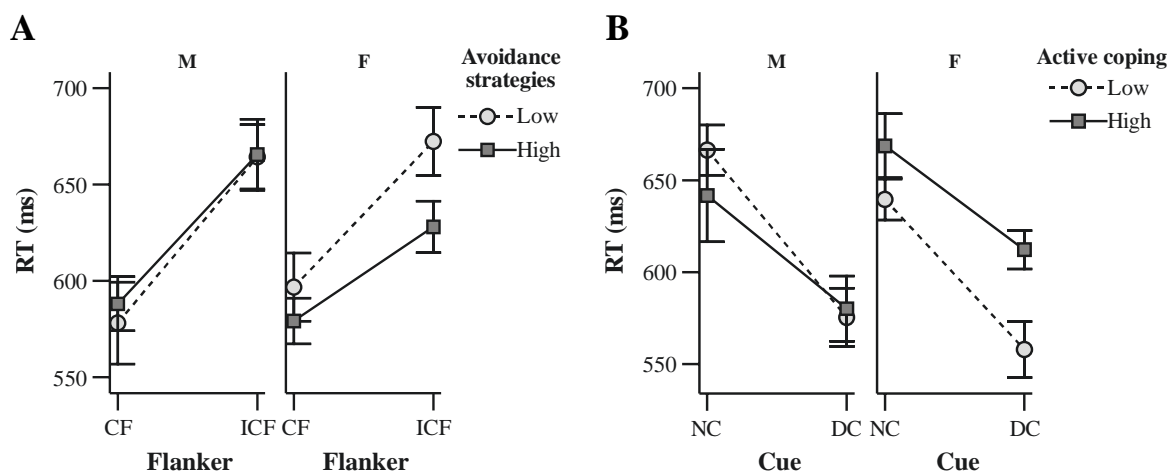 A
M
F
Avoidance
strategies
Low
High
700
650
600
550
RT (ms)
CF
ICF
CF
ICF
Flanker
Flanker
B
M
F
Active coping
Low
High
700
650
600
550
RT (ms)
NC
DC
NC
DC
Cue
Cue